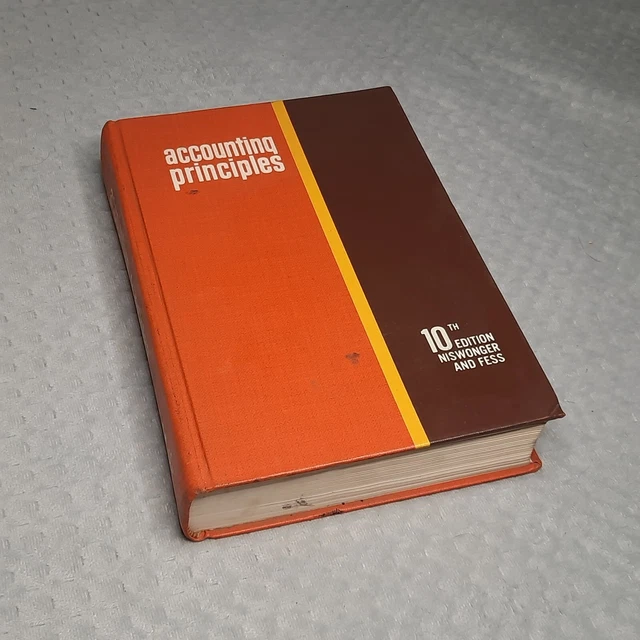 accounting
principles
10TH
EDITION
NISWONGER
AND FESS